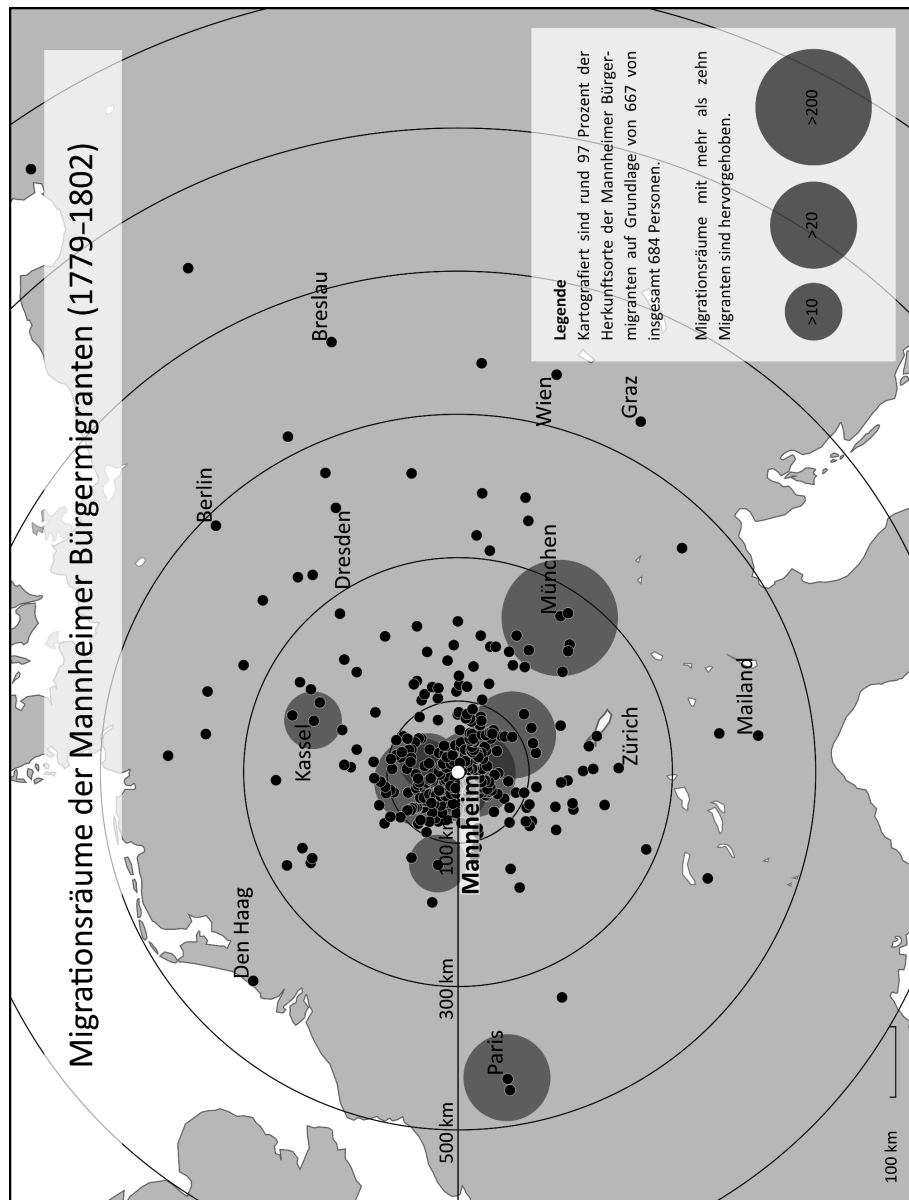 Migrationsräume der Mannheimer Bürgermigranten (1779-1802)
Berlin
Breslau
Den Haag
Kassel
Dresden
Paris
500 km
300 km
100 km
Mannheim
München
Wien
Graz
Zürich
Mailand
Legende
Kartografiert sind rund 97 Prozent der
Herkunftsorte der Mannheimer Bürger-
migranten auf Grundlage von 667 von
insgesamt 684 Personen.
Migrationsräume mit mehr als zehn
Migranten sind hervorgehoben.
>10
>20
>200
100 km